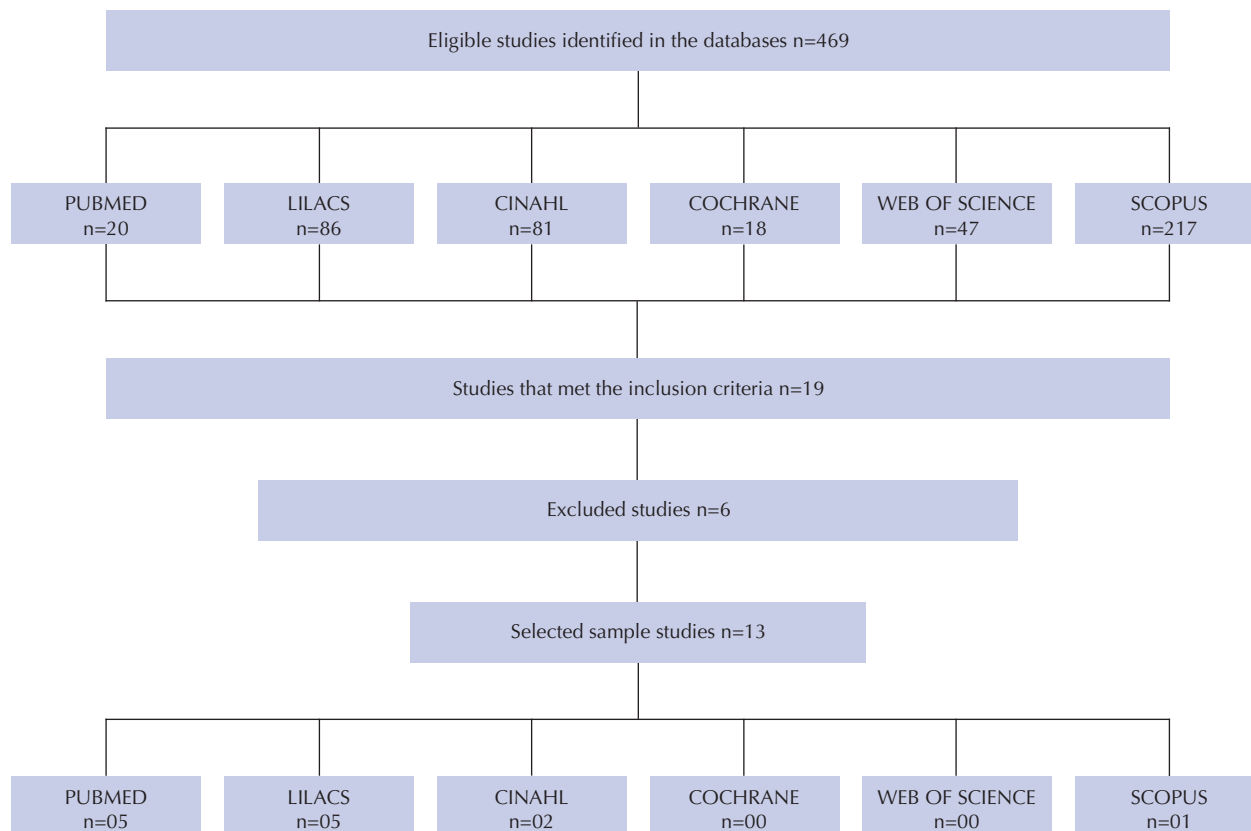 Eligible studies identified in the databases n=469
PUBMED
n=20
LILACS
n=86
CINAHL
n=81
COCHRANE
n=18
WEB OF SCIENCE
n=47
SCOPUS
n=217
Studies that met the inclusion criteria n=19
Excluded studies n=6
Selected sample studies n=13
PUBMED
n=05
LILACS
n=05
CINAHL
n=02
COCHRANE
n=00
WEB OF SCIENCE
n=00
SCOPUS
n=01